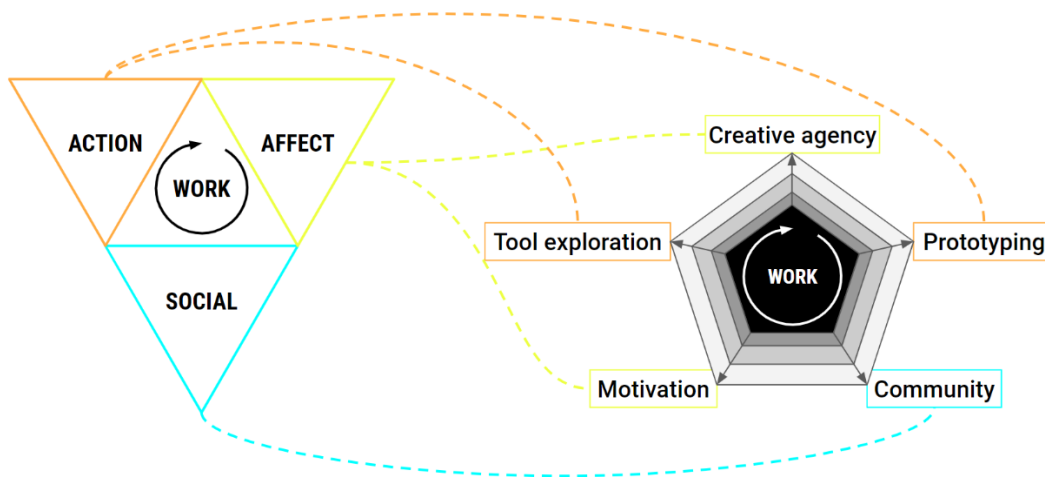 ACTION
AFFECT
WORK
SOCIAL
Creative agency
Tool exploration
Prototyping
WORK
Motivation
Community